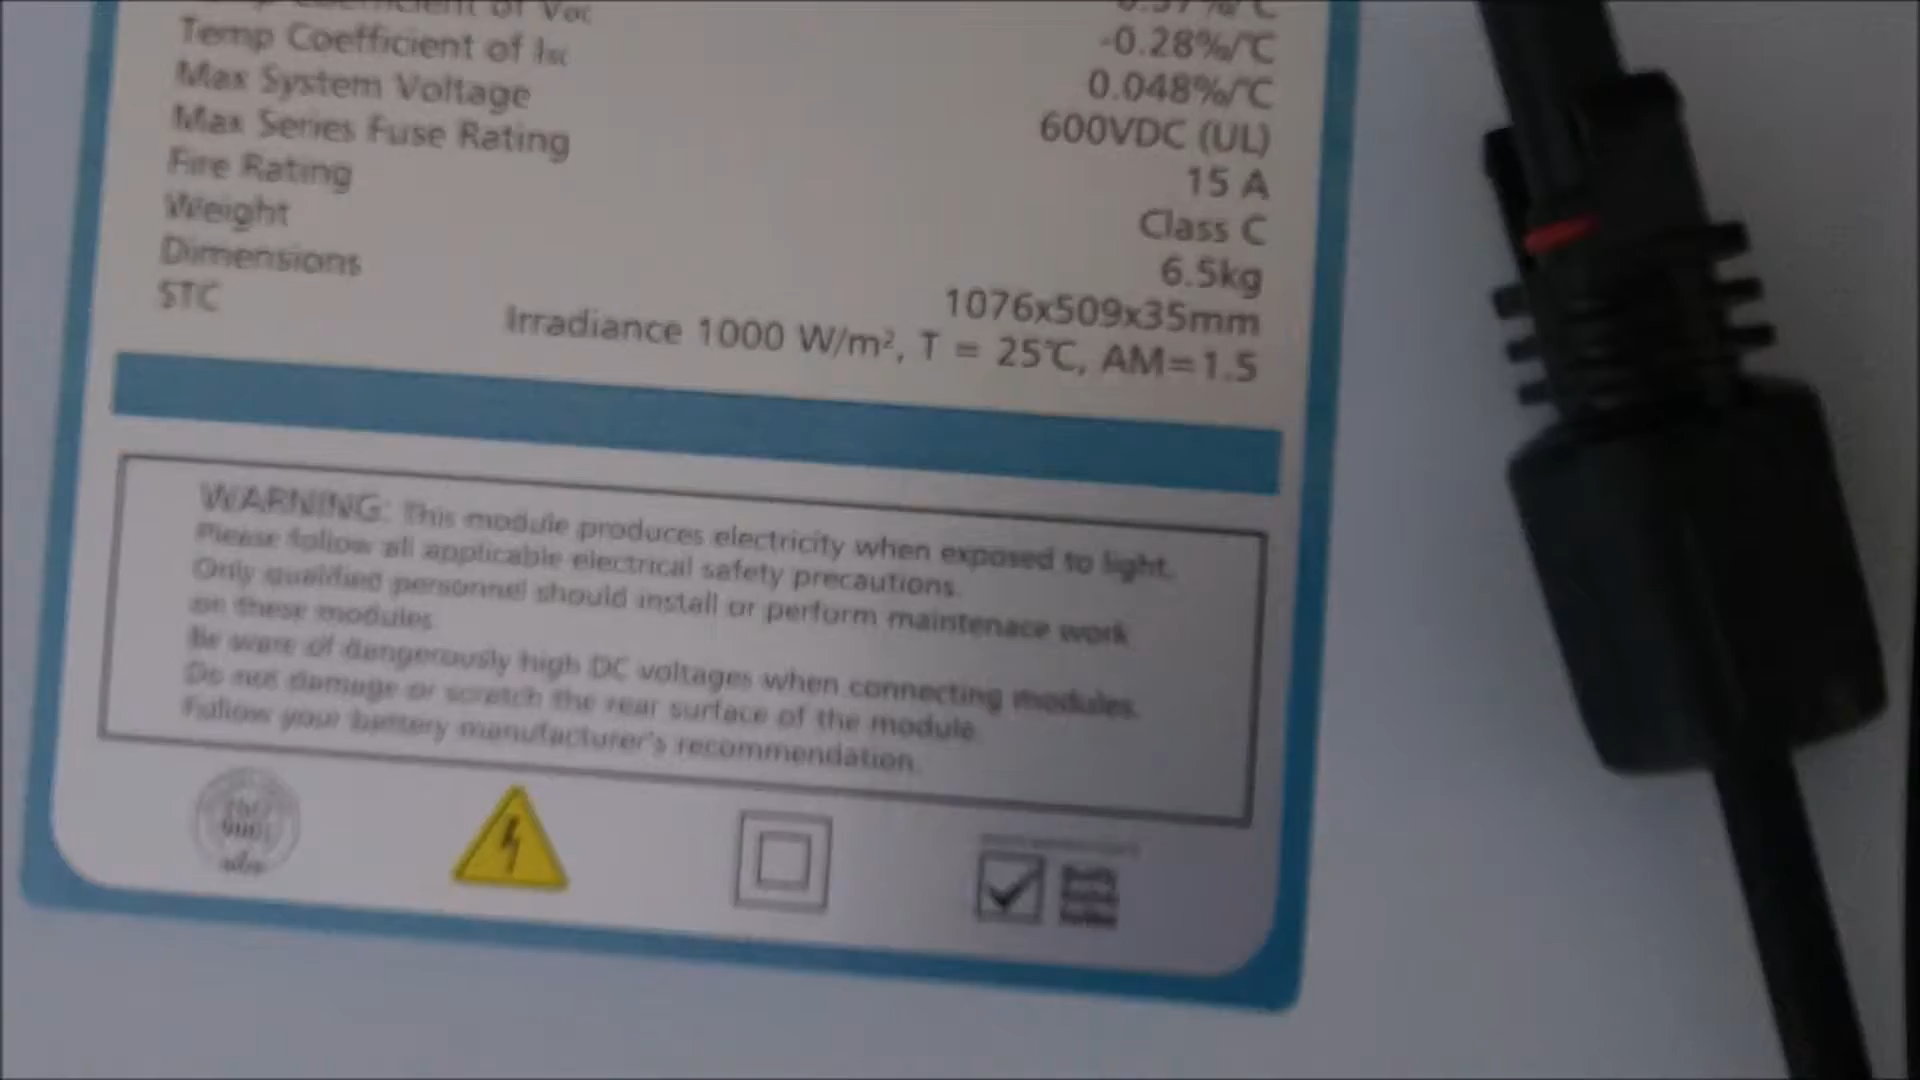 Coefficient of Voc
Temp Coefficient of Isc -0.28%/℃
Max System Voltage 0.048%/℃
Max Series Fuse Rating 600VDC (UL)
Fire Rating 15 A
Weight Class C
Dimensions 6.5kg
STC 1076x509x35mm
Irradiance 1000 W/m², T = 25℃, AM=1.5
WARNING: This module produces electricity when exposed to light.
Please follow all applicable electrical safety precautions.
Only qualified personnel should install or perform maintenace work
on these modules.
Be ware of dangerously high DC voltages when connecting modules.
Do not damage or scratch the rear surface of the module.
Follow your battery manufacturer's recommendation.